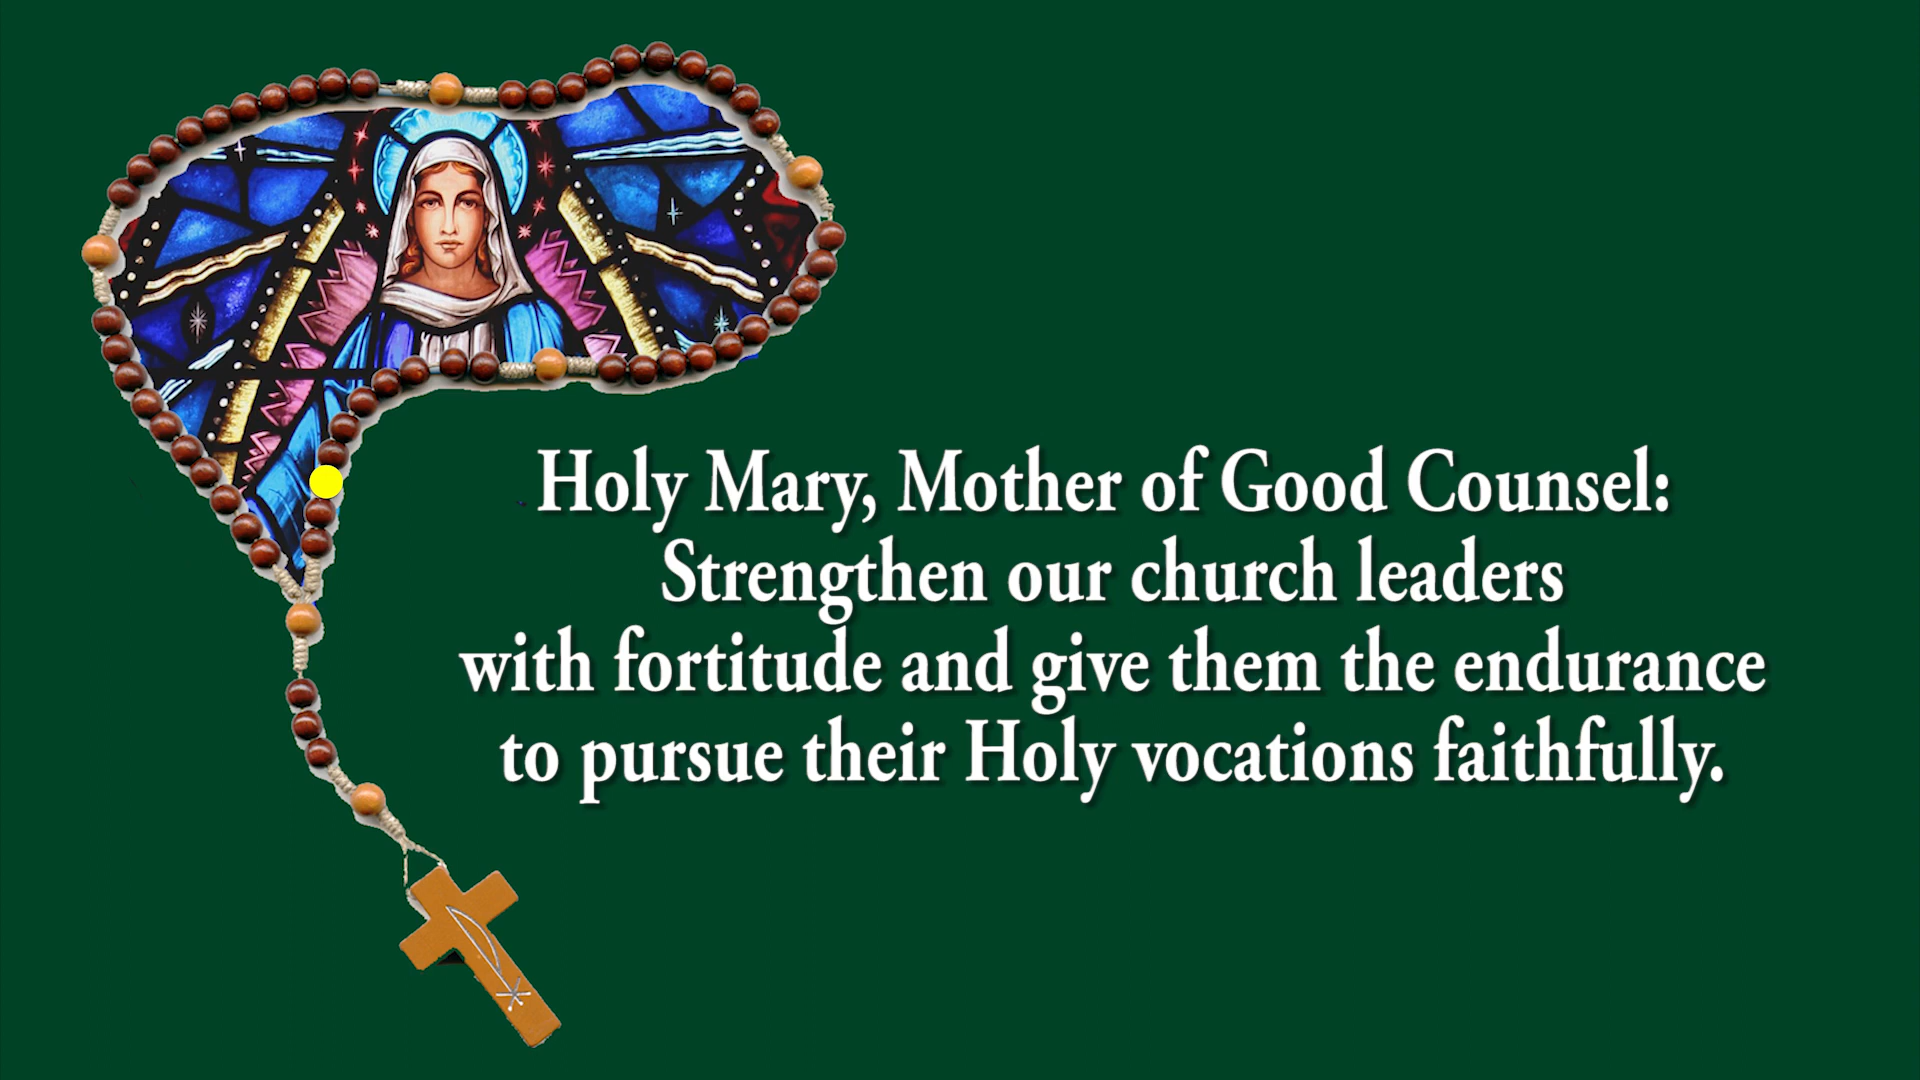 Holy Mary, Mother of Good Counsel:
Strengthen our church leaders
with fortitude and give them the endurance
to pursue their Holy vocations faithfully.